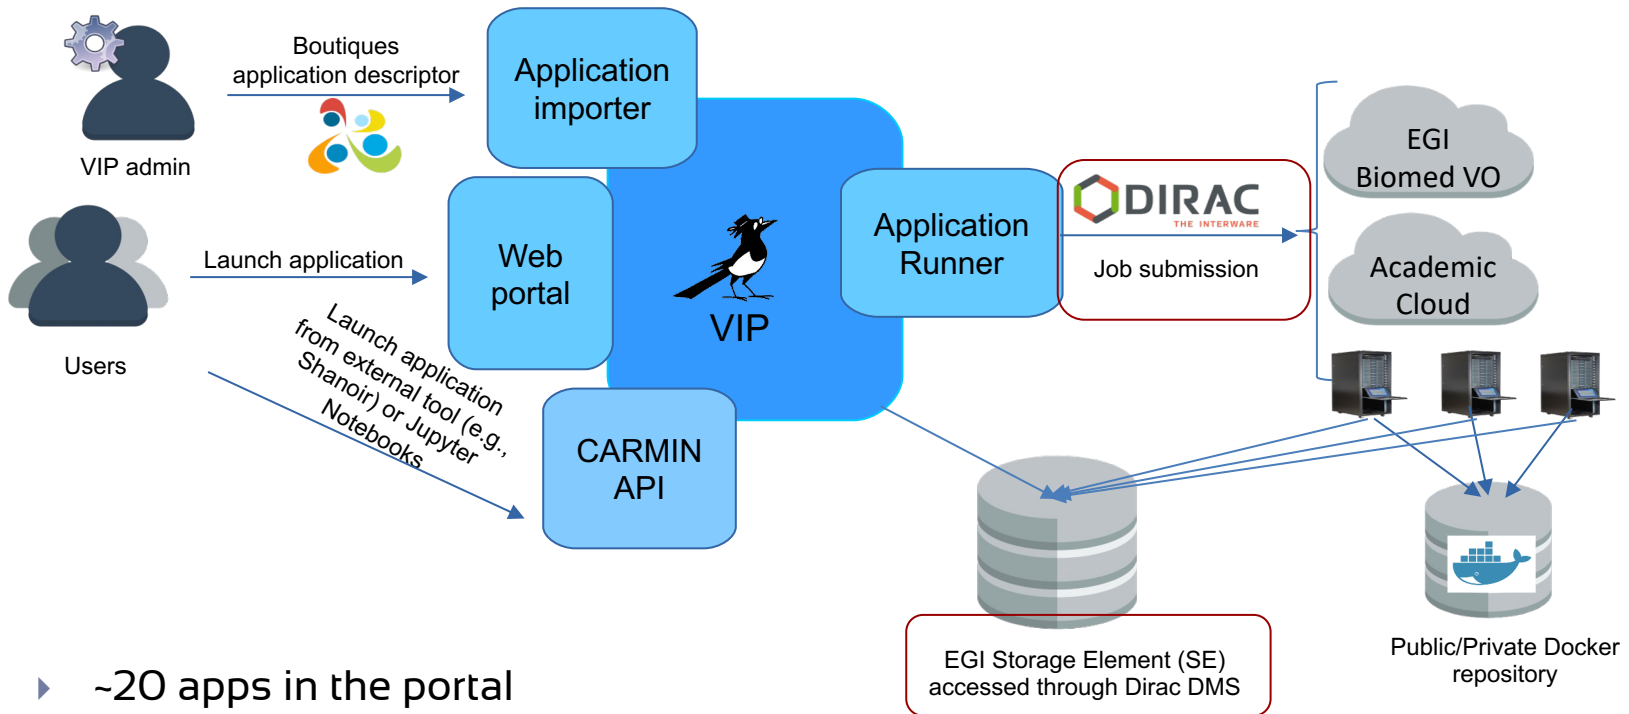 Boutiques
application descriptor
VIP admin
Application
importer
Users
Launch application
Web
portal
Launch application
from external tool (e.g.,
Shanoir) or Jupyter
Notebooks
CARMIN
API
VIP
Application
Runner
DIRAC
THE INTERWARE
Job submission
EGI
Biomed VO
Academic
Cloud
EGI Storage Element (SE)
accessed through Dirac DMS
Public/Private Docker
repository
~20 apps in the portal